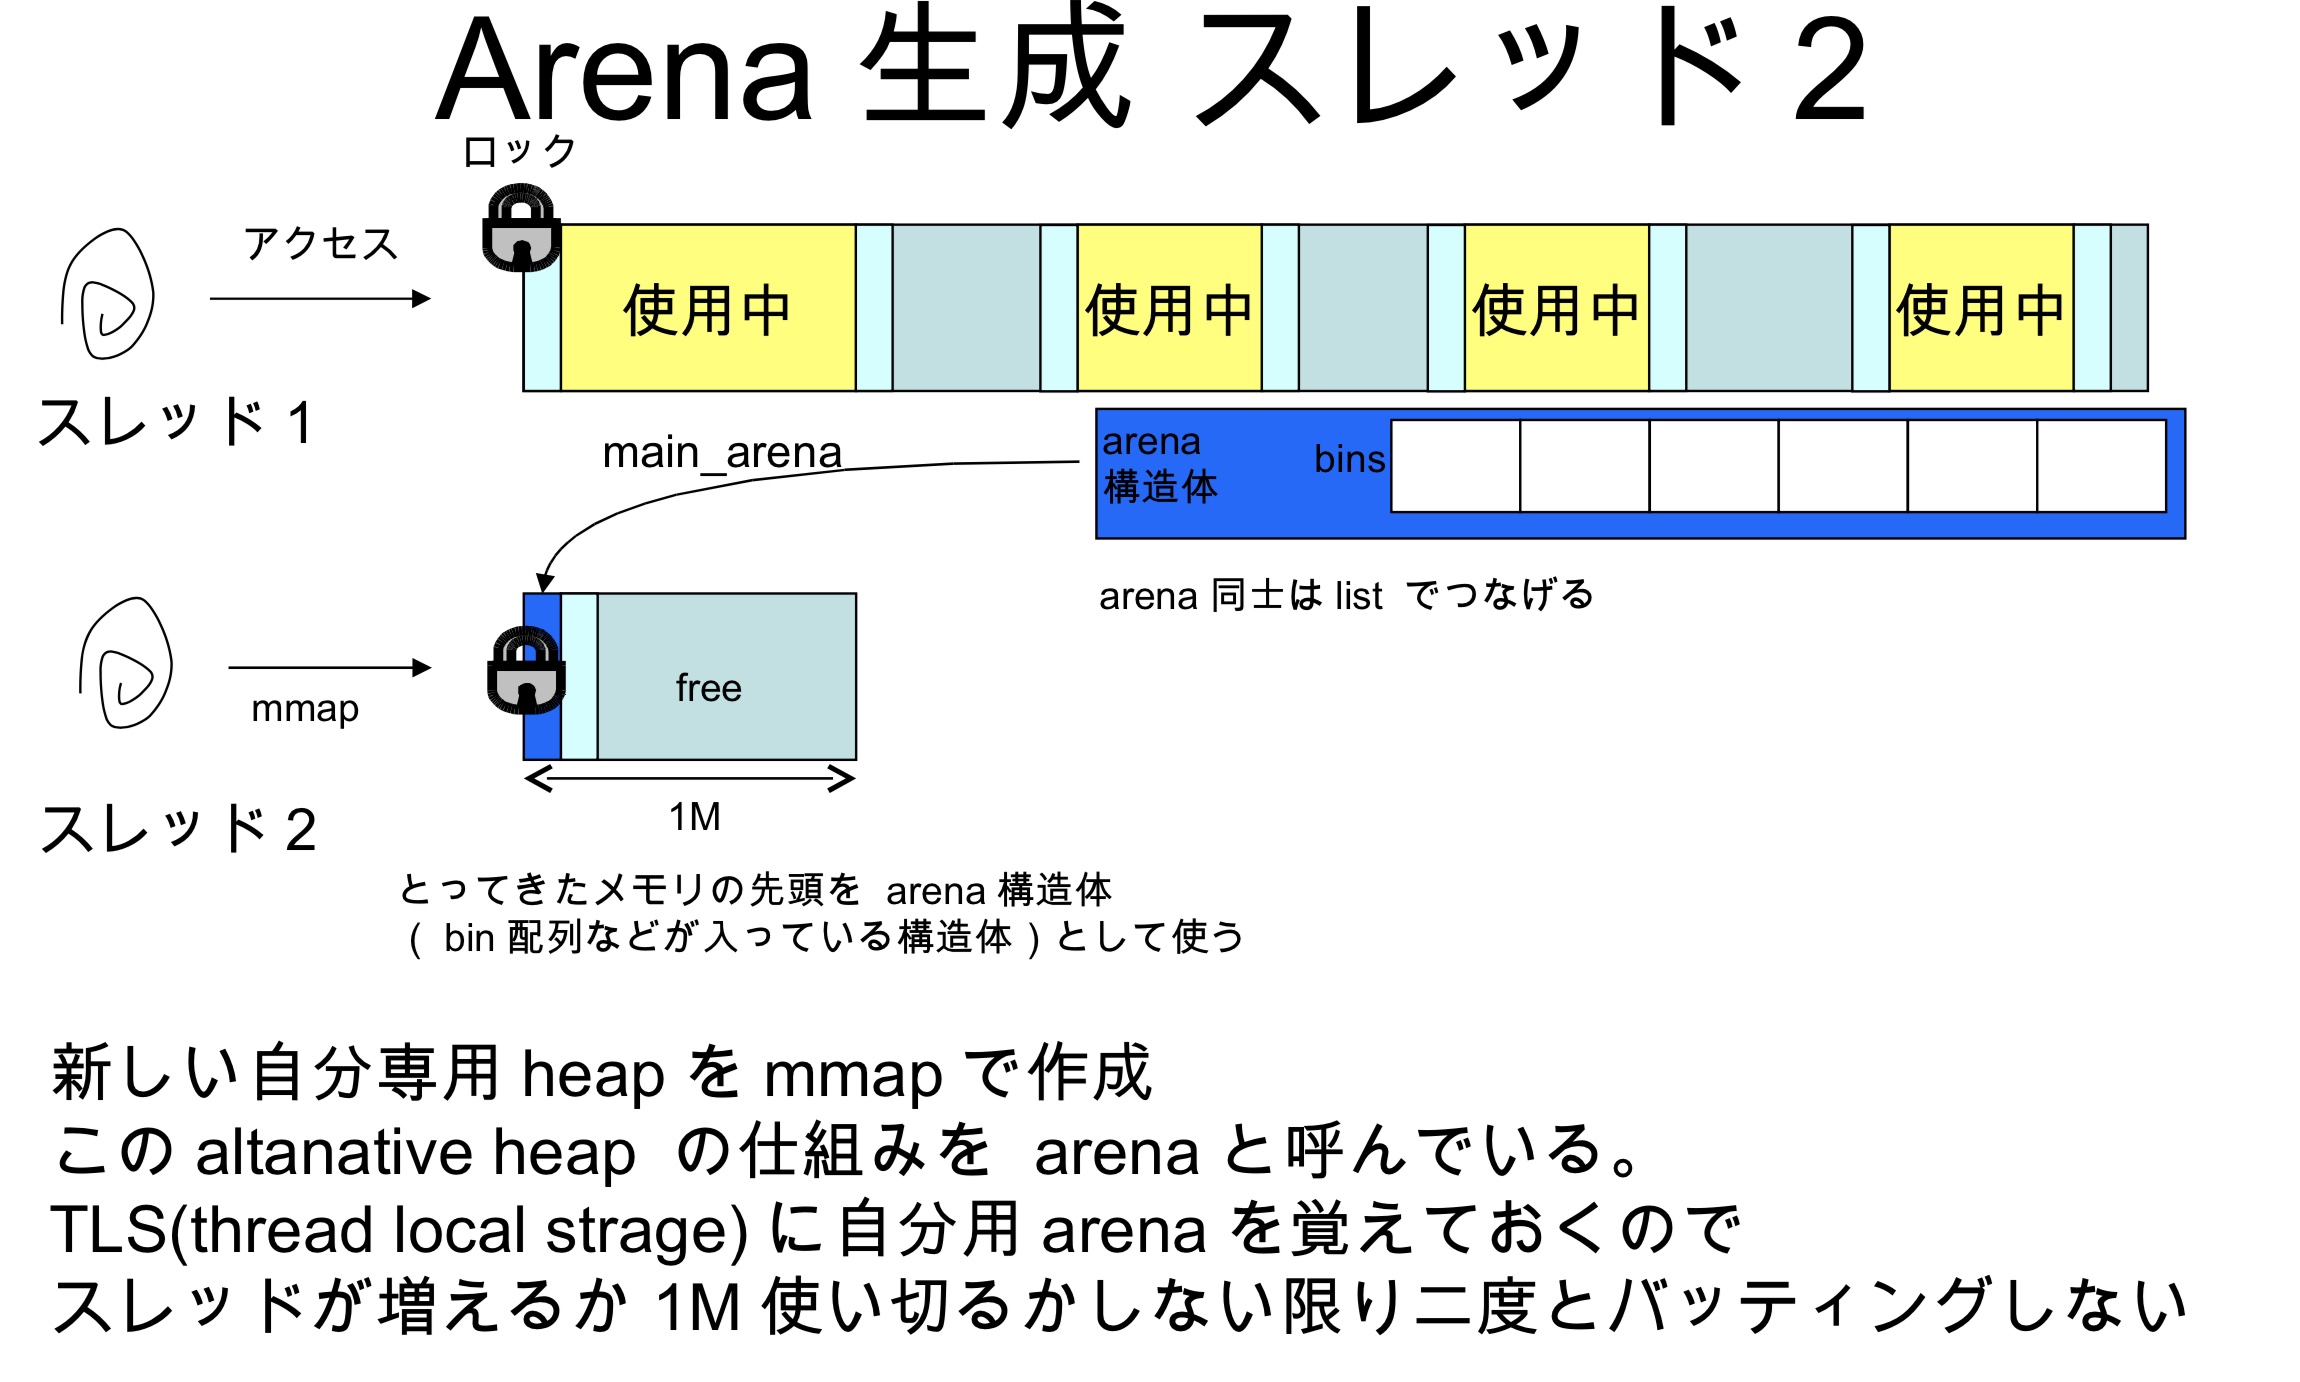 Arena 生成 スレッド2
ロック
アクセス
使用中
使用中
使用中
使用中
スレッド1
main_arena
arena
構造体
bins
arena 同士は list でつなげる
mmap
free
1M
スレッド2
とってきたメモリの先頭を arena 構造体
( bin 配列などが入っている構造体 ) として使う
新しい自分専用 heap を mmap で作成
この altanative heap の仕組みを arena と呼んでいる。
TLS(thread local strage) に自分用 arena を覚えておくので
スレッドが増えるか 1M 使い切るかしない限り二度とバッティングしない